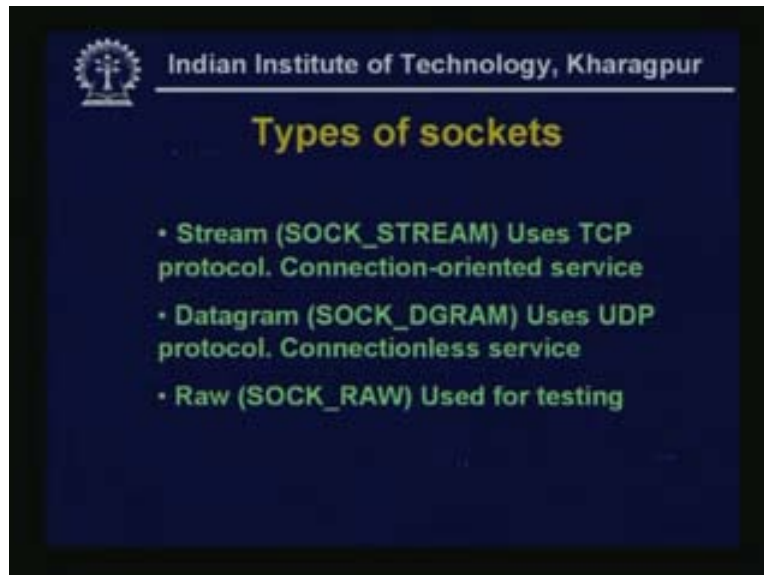 Indian Institute of Technology, Kharagpur
Types of sockets
• Stream (SOCK_STREAM) Uses TCP
protocol. Connection-oriented service
• Datagram (SOCK_DGRAM) Uses UDP
protocol. Connectionless service
• Raw (SOCK_RAW) Used for testing